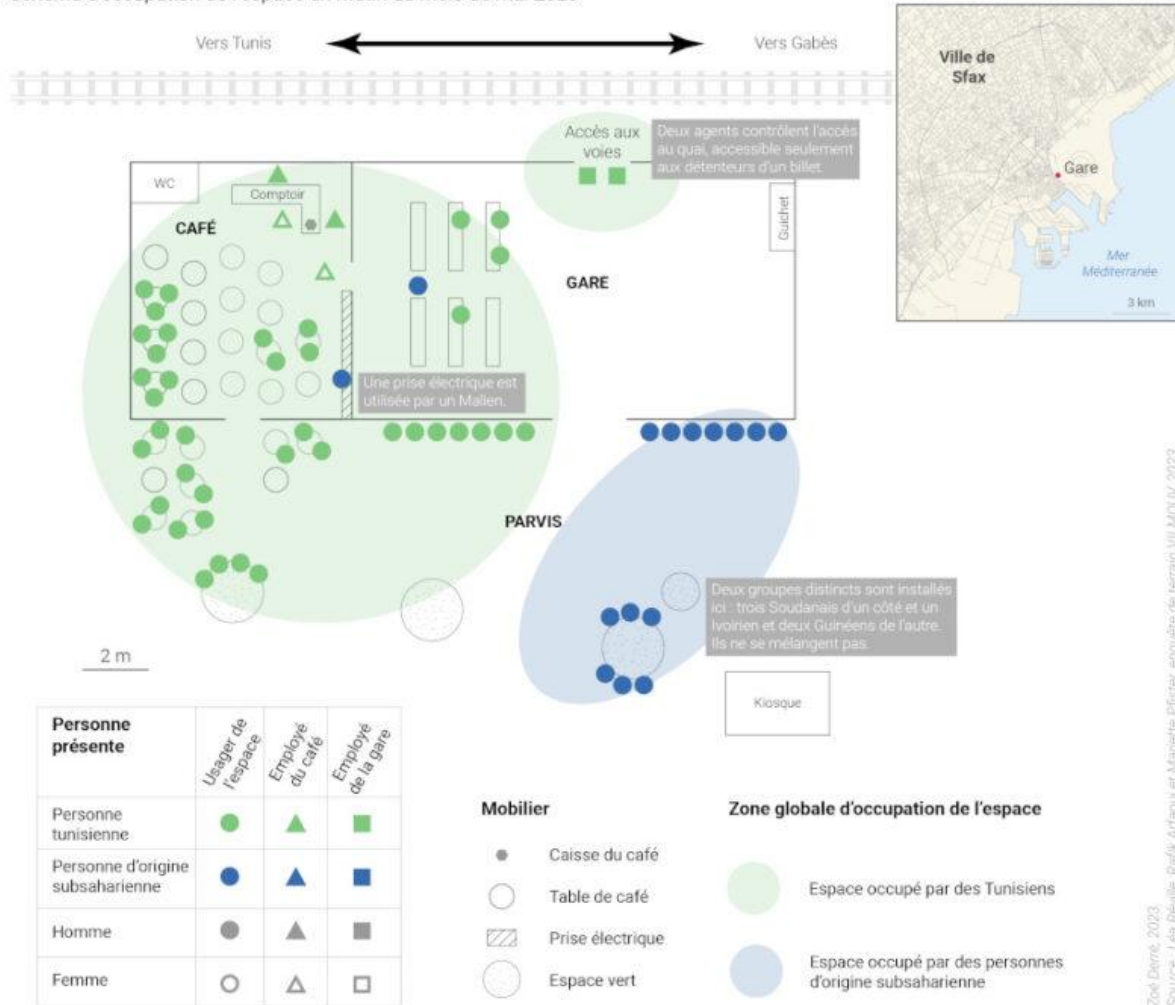 Vers Tunis
Vers Gabès
Ville de
Sfax
Gare
Mer
Méditerranée
3 km
Accès aux
voies
Deux agents contrôlent l'accès
au quai, accessible seulement
aux détenteurs d'un billet.
WC
Comptoir
CAFÉ
Guichet
GARE
Une prise électrique est
utilisée par un Malien.
PARVIS
Deux groupes distincts sont installés
ici : trois Soudanais d'un côté et un
Ivoirien et deux Guinéens de l'autre.
Ils ne se mélangent pas.
2 m
Kiosque
Personne
présente
Usager de
l'espace
Employé
du café
Employé
de la gare
Personne
tunisienne
Personne d'origine
subsaharienne
Homme
Femme
Mobilier
Caisse du café
Table de café
Prise électrique
Espace vert
Zone globale d'occupation de l'espace
Espace occupé par des Tunisiens
Espace occupé par des personnes
d'origine subsaharienne
2023